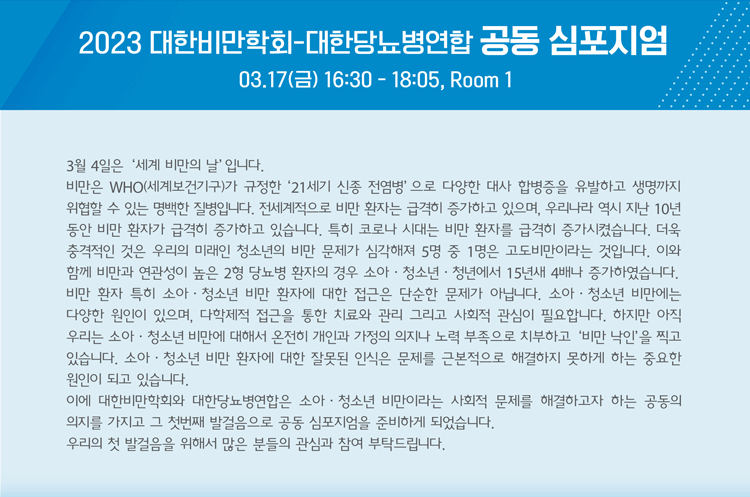 2023 대한비만학회-대한당뇨병연합 공동 심포지엄
03.17(금) 16:30 - 18:05, Room 1
3월 4일은 ‘세계 비만의 날’입니다.
비만은 WHO(세계보건기구)가 규정한 ‘21세기 신종 전염병’으로 다양한 대사 합병증을 유발하고 생명까지
위협할 수 있는 명백한 질병입니다. 전세계적으로 비만 환자는 급격히 증가하고 있으며, 우리나라 역시 지난 10년
동안 비만 환자가 급격히 증가하고 있습니다. 특히 코로나 시대는 비만 환자를 급격히 증가시켰습니다. 더욱
충격적인 것은 우리의 미래인 청소년의 비만 문제가 심각해져 5명 중 1명은 고도비만이라는 것입니다. 이와
함께 비만과 연관성이 높은 2형 당뇨병 환자의 경우 소아·청소년·청년에서 15년새 4배나 증가하였습니다.
비만 환자 특히 소아·청소년 비만 환자에 대한 접근은 단순한 문제가 아닙니다. 소아·청소년 비만에는
다양한 원인이 있으며, 다학제적 접근을 통한 치료와 관리 그리고 사회적 관심이 필요합니다. 하지만 아직
우리는 소아·청소년 비만에 대해서 온전히 개인과 가정의 의지나 노력 부족으로 치부하고 ‘비만 낙인’을 찍고
있습니다. 소아·청소년 비만 환자에 대한 잘못된 인식은 문제를 근본적으로 해결하지 못하게 하는 중요한
원인이 되고 있습니다.
이에 대한비만학회와 대한당뇨병연합은 소아·청소년 비만이라는 사회적 문제를 해결하고자 하는 공동의
의지를 가지고 그 첫번째 발걸음으로 공동 심포지엄을 준비하게 되었습니다.
우리의 첫 발걸음을 위해서 많은 분들의 관심과 참여 부탁드립니다.